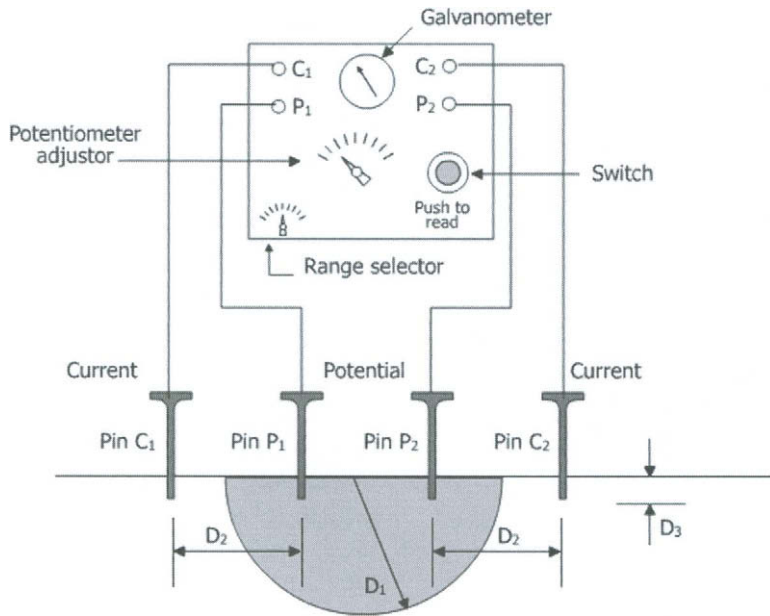 Galvanometer
C₁
C₂
P₁
P₂
Potentiometer
adjustor
Switch
Push to
read
Range selector
Current
Potential
Current
Pin C₁
Pin P₁
Pin P₂
Pin C₂
D₂
D₂
D₃
D₁